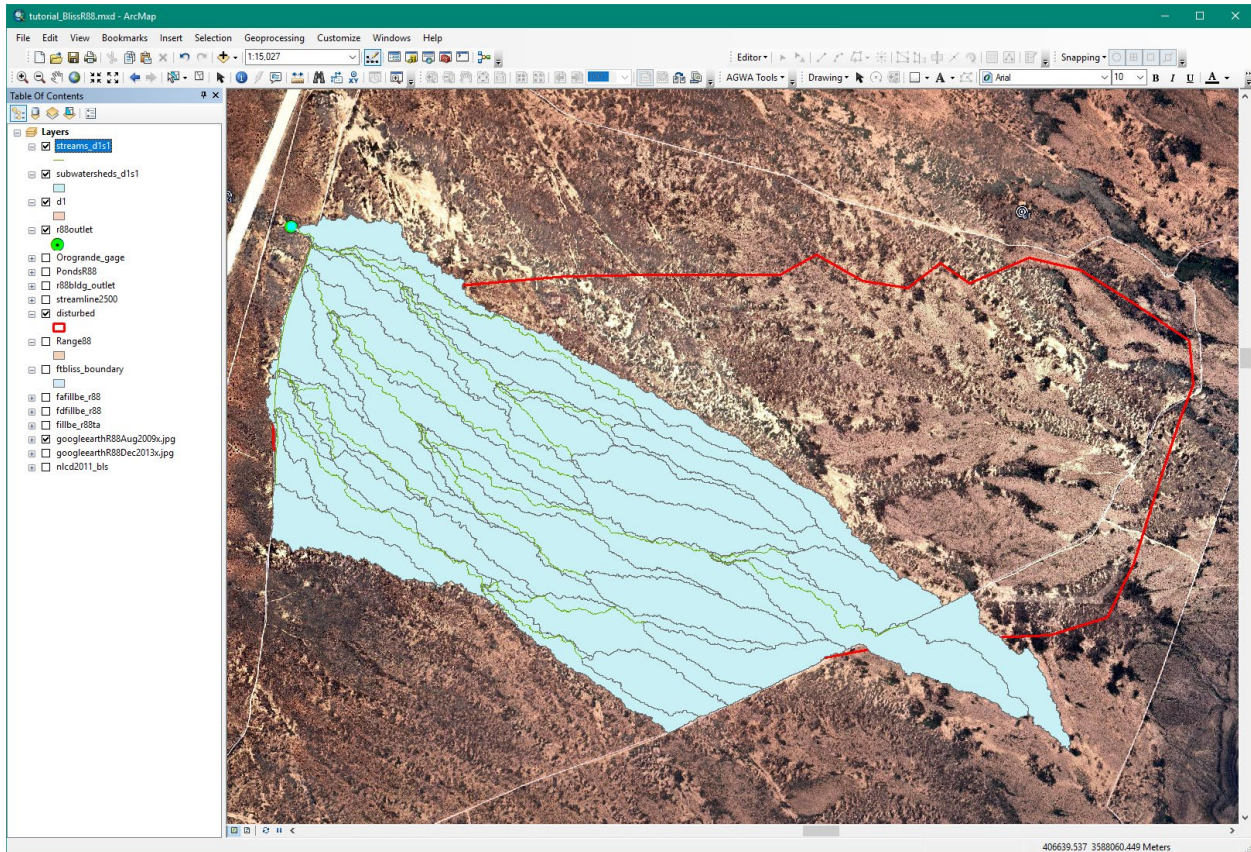 tutorial_BlissR88.mxd - ArcMap
File Edit View Bookmarks Insert Selection Geoprocessing Customize Windows Help
1:15,027 Editor Snapping
AGWA Tools Drawing A Arial 10 B I U A
Table Of Contents
Layers
streams_d1s1
subwatersheds_d1s1
d1
r88outlet
Orogrande_gage
PondsR88
r88bldg_outlet
streamline2500
disturbed
Range88
ftbliss_boundary
fafillbe_r88
fdfillbe_r88
fillbe_r88ta
googleearthR88Aug2009x.jpg
googleearthR88Dec2013x.jpg
nlcd2011_bls
406639.537 3588060.449 Meters